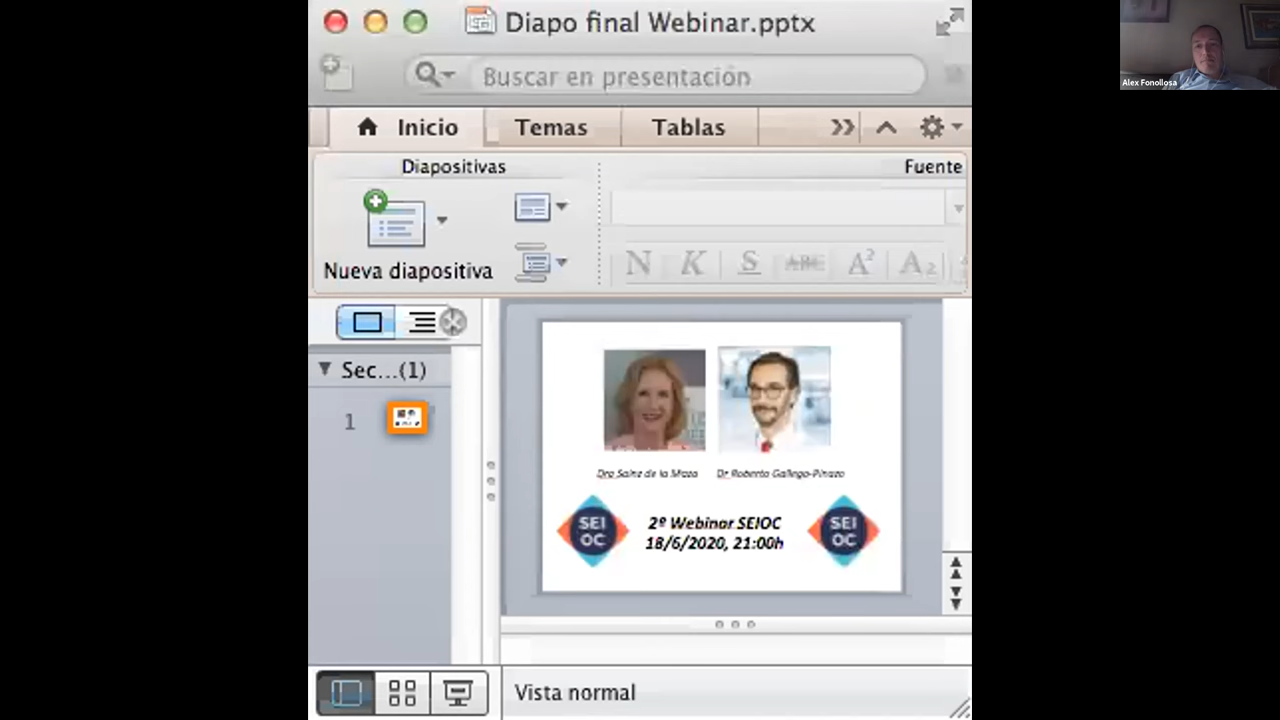 Diapo final Webinar.pptx
Alex Fonollosa
Buscar en presentación
Inicio
Temas
Tablas
Diapositivas
Fuente
Nueva diapositiva
N K S ABC A² A₂
Sec...(1)
1
Dra Sainz de la Maza
Dr Roberto Gallego-Pinazo
SEI
OC
2º Webinar SEIOC
18/6/2020, 21:00h
SEI
OC
Vista normal